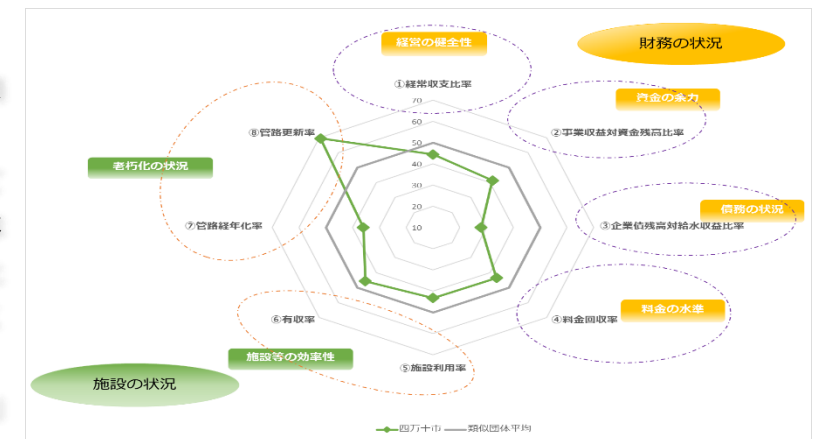 経営の健全性
財務の状況
①経常収支比率
資金の余力
70
60
②事業収益対資金残高比率
⑧管路更新率
50
40
老朽化の状況
30
20
債務の状況
10
⑦管路経年化率
③企業債残高対給水収益比率
料金の水準
⑥有収率
④料金回収率
施設等の効率性
⑤施設利用率
施設の状況
四万十市
類似団体平均